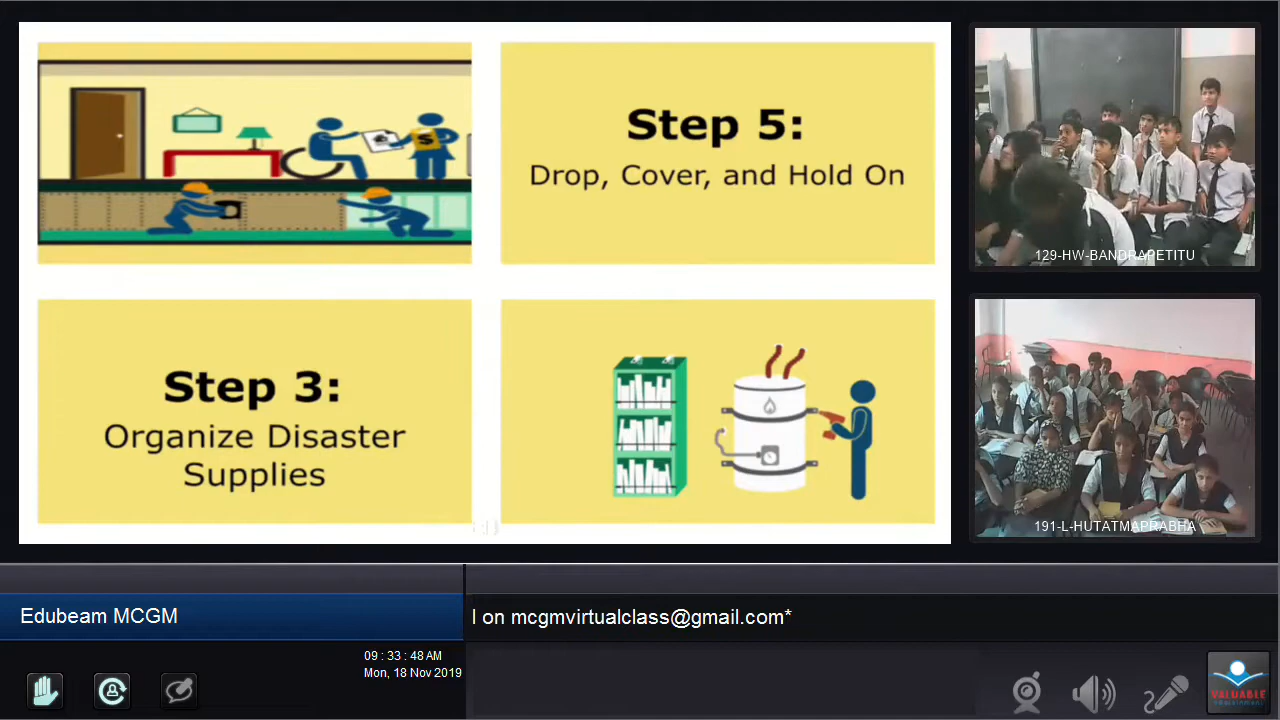 Step 5:
Drop, Cover, and Hold On
Step 3:
Organize Disaster
Supplies
$
129-HW-BANDRAPETITU
191-L-HUTATMAPRABHA
Edubeam MCGM
l on mcgmvirtualclass@gmail.com*
09 : 33 : 48 AM
Mon, 18 Nov 2019
VALUABLE